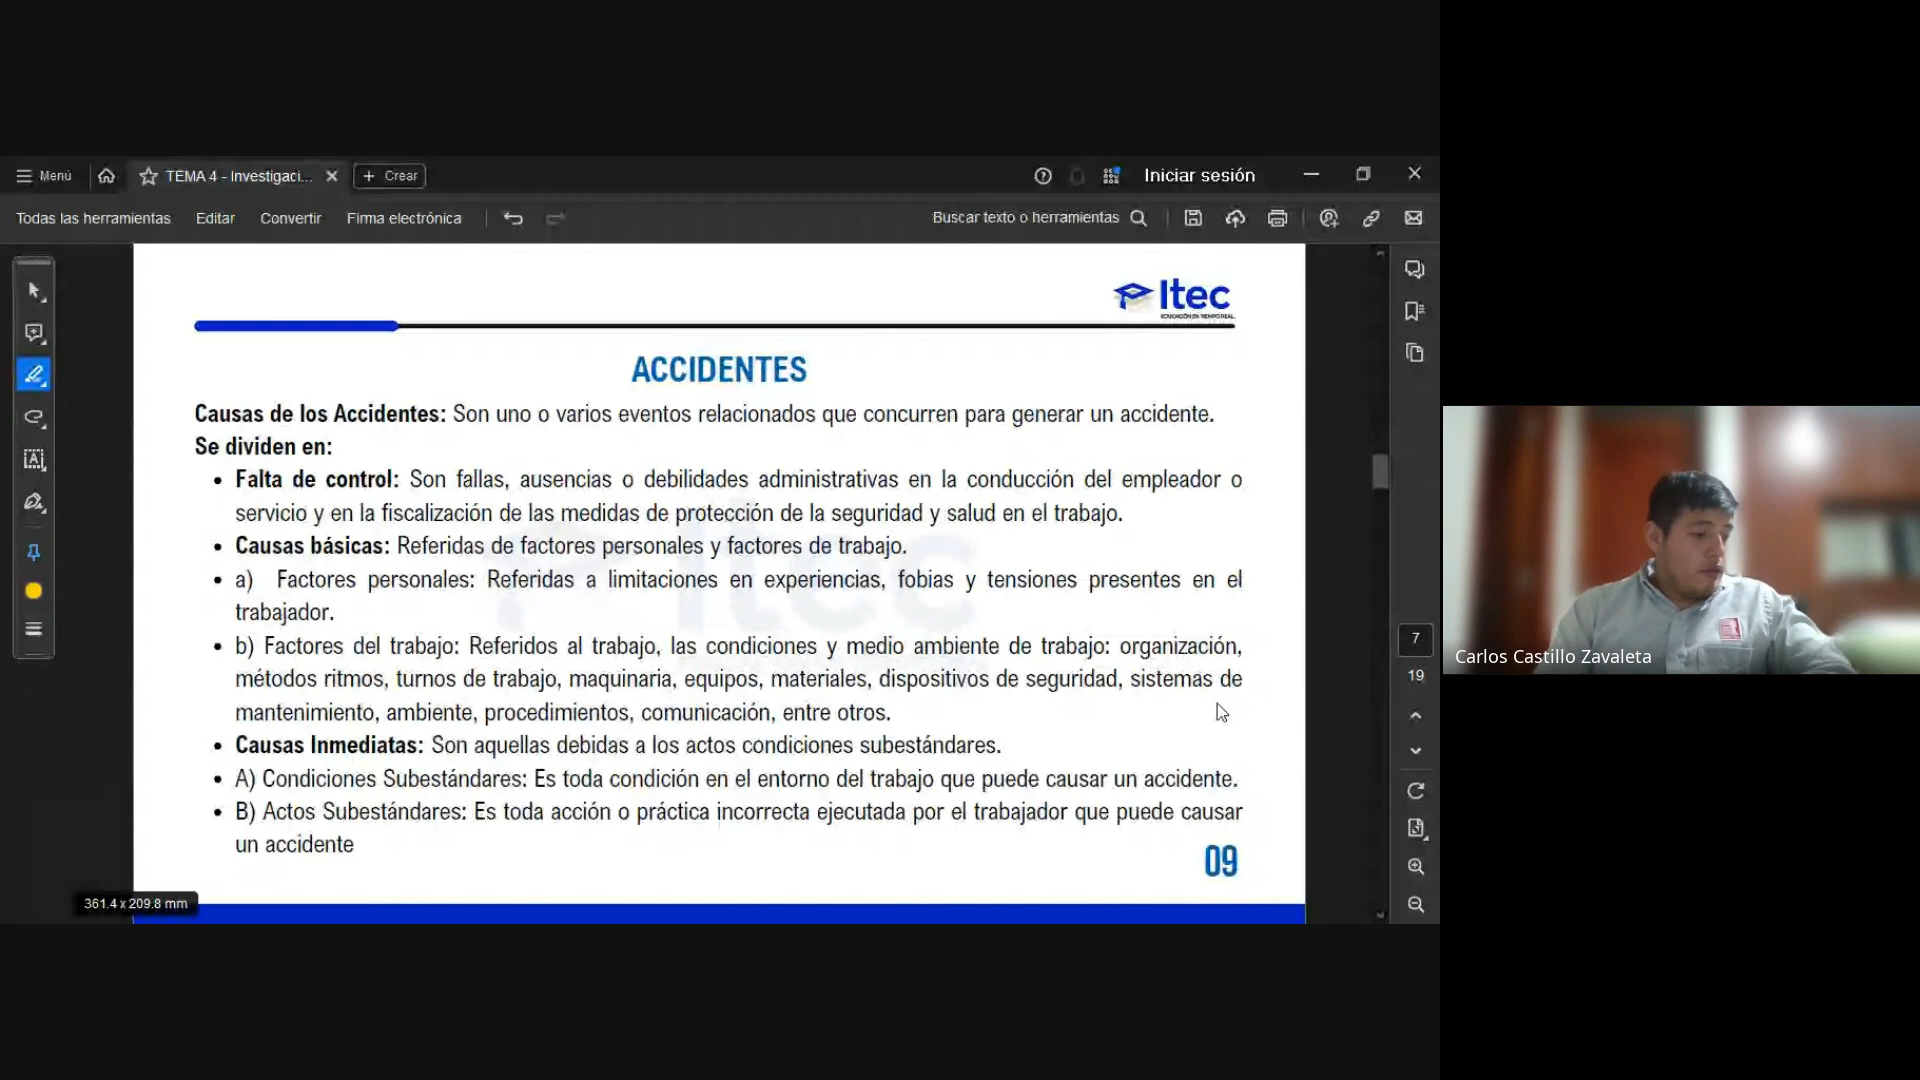 Menú
TEMA 4 - Investigaci...
Crear
Iniciar sesión
Todas las herramientas
Editar
Convertir
Firma electrónica
Buscar texto o herramientas
Itec
EDUCACIÓN EN TIEMPO REAL
ACCIDENTES
Causas de los Accidentes: Son uno o varios eventos relacionados que concurren para generar un accidente.
Se dividen en:
• Falta de control: Son fallas, ausencias o debilidades administrativas en la conducción del empleador o
servicio y en la fiscalización de las medidas de protección de la seguridad y salud en el trabajo.
• Causas básicas: Referidas de factores personales y factores de trabajo.
• a) Factores personales: Referidas a limitaciones en experiencias, fobias y tensiones presentes en el
trabajador.
• b) Factores del trabajo: Referidos al trabajo, las condiciones y medio ambiente de trabajo: organización,
métodos ritmos, turnos de trabajo, maquinaria, equipos, materiales, dispositivos de seguridad, sistemas de
mantenimiento, ambiente, procedimientos, comunicación, entre otros.
• Causas Inmediatas: Son aquellas debidas a los actos condiciones subestándares.
• A) Condiciones Subestándares: Es toda condición en el entorno del trabajo que puede causar un accidente.
• B) Actos Subestándares: Es toda acción o práctica incorrecta ejecutada por el trabajador que puede causar
un accidente
09
361.4 x 209.8 mm
7
19
Carlos Castillo Zavaleta